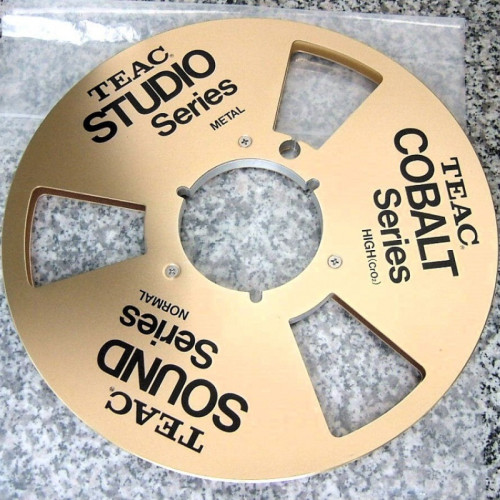 TEAC®
STUDIO
Series
METAL
TEAC®
COBALT
Series
HIGH(CrO₂)
TEAC®
SOUND
Series
NORMAL